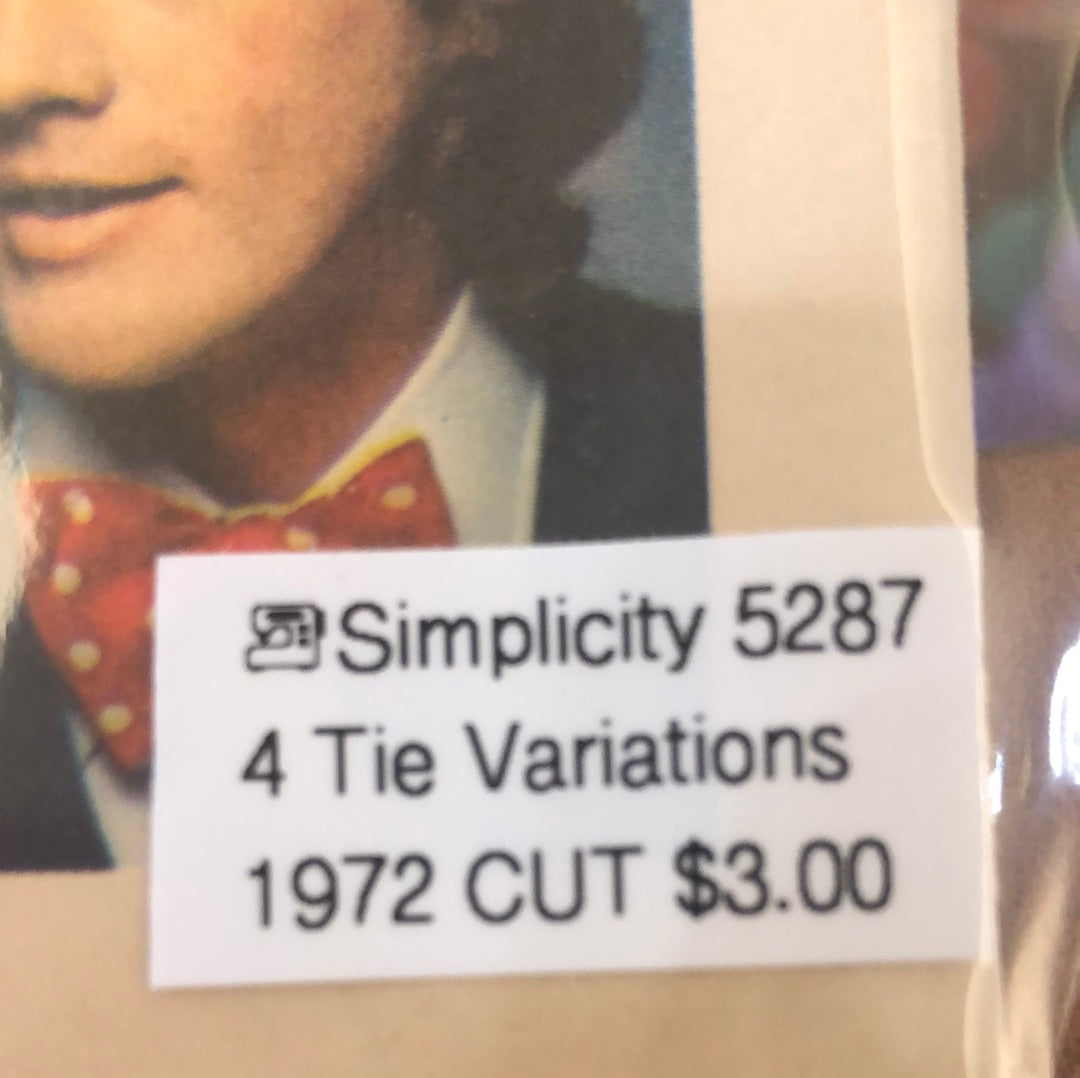 Simplicity 5287
4 Tie Variations
1972 CUT $3.00